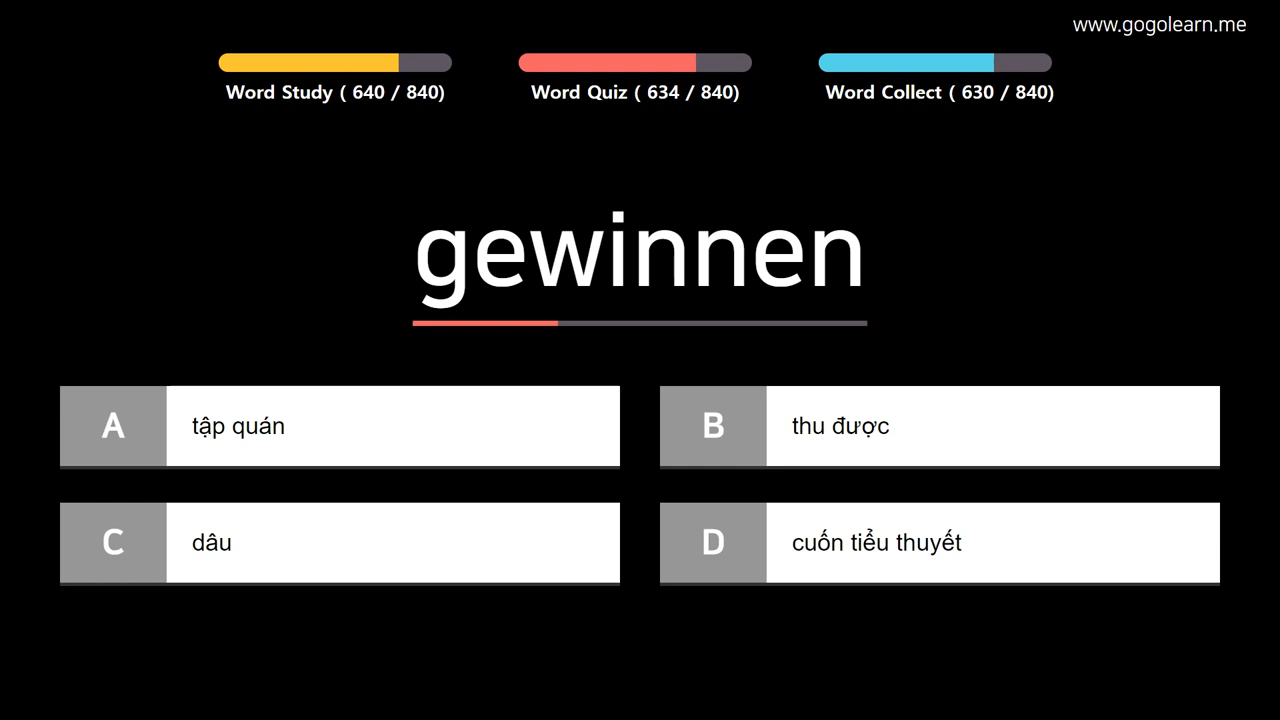 www.gogolearn.me
Word Study ( 640 / 840)
Word Quiz ( 634 / 840)
Word Collect ( 630 / 840)
gewinnen
A tập quán
B thu được
C dâu
D cuốn tiểu thuyết